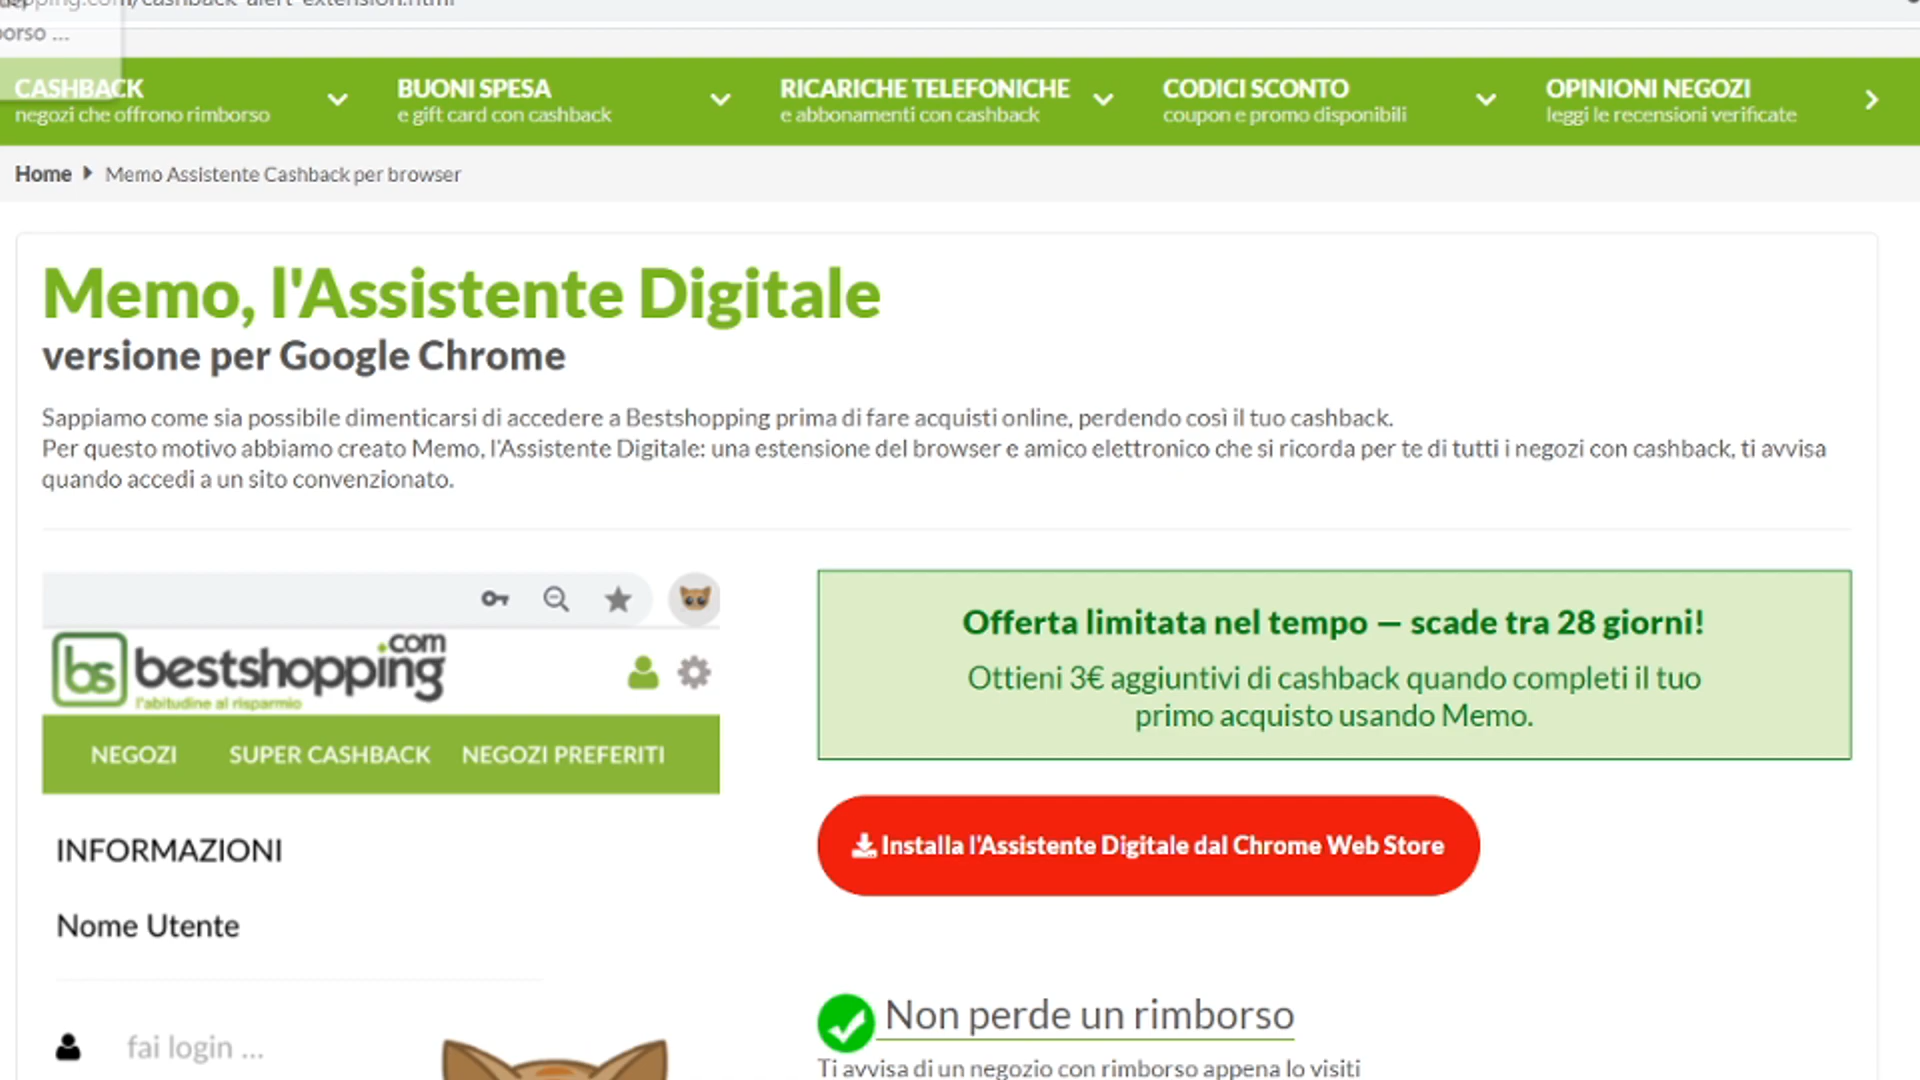 orso ...
CASHBACK
negozi che offrono rimborso
BUONI SPESA
e gift card con cashback
RICARICHE TELEFONICHE
e abbonamenti con cashback
CODICI SCONTO
coupon e promo disponibili
OPINIONI NEGOZI
leggi le recensioni verificate
Home
Memo Assistente Cashback per browser
Memo, l'Assistente Digitale
versione per Google Chrome
Sappiamo come sia possibile dimenticarsi di accedere a Bestshopping prima di fare acquisti online, perdendo così il tuo cashback.
Per questo motivo abbiamo creato Memo, l'Assistente Digitale: una estensione del browser e amico elettronico che si ricorda per te di tutti i negozi con cashback, ti avvisa
quando accedi a un sito convenzionato.
bs bestshopping.com
l'abitudine al risparmio
NEGOZI SUPER CASHBACK NEGOZI PREFERITI
INFORMAZIONI
Nome Utente
fai login ...
Offerta limitata nel tempo — scade tra 28 giorni!
Ottieni 3€ aggiuntivi di cashback quando completi il tuo
primo acquisto usando Memo.
Installa l'Assistente Digitale dal Chrome Web Store
Non perde un rimborso
Ti avvisa di un negozio con rimborso appena lo visiti